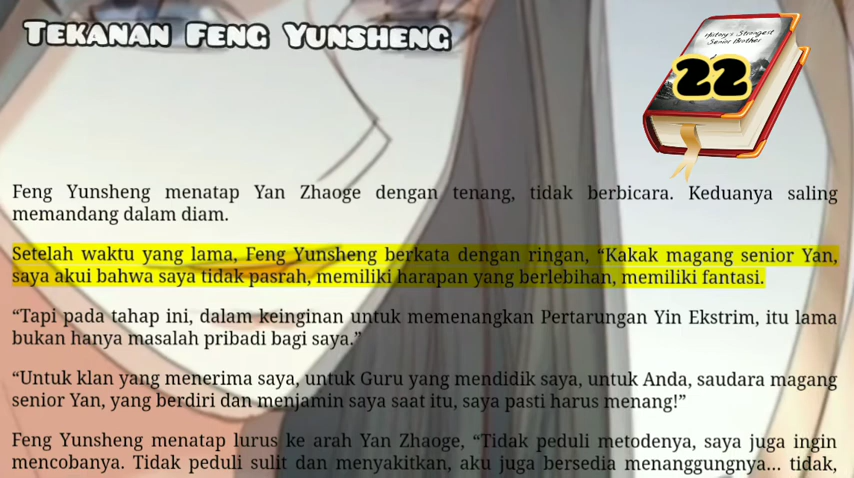 Tekanan Feng Yunsheng
History's Strongest
Senior Brother
22
Feng Yunsheng menatap Yan Zhaoge dengan tenang, tidak berbicara. Keduanya saling
memandang dalam diam.
Setelah waktu yang lama, Feng Yunsheng berkata dengan ringan, “Kakak magang senior Yan,
saya akui bahwa saya tidak pasrah, memiliki harapan yang berlebihan, memiliki fantasi.
“Tapi pada tahap ini, dalam keinginan untuk memenangkan Pertarungan Yin Ekstrim, itu lama
bukan hanya masalah pribadi bagi saya.”
“Untuk klan yang menerima saya, untuk Guru yang mendidik saya, untuk Anda, saudara magang
senior Yan, yang berdiri dan menjamin saya saat itu, saya pasti harus menang!”
Feng Yunsheng menatap lurus ke arah Yan Zhaoge, “Tidak peduli metodenya, saya juga ingin
mencobanya. Tidak peduli sulit dan menyakitkan, aku juga bersedia menanggungnya... tidak,